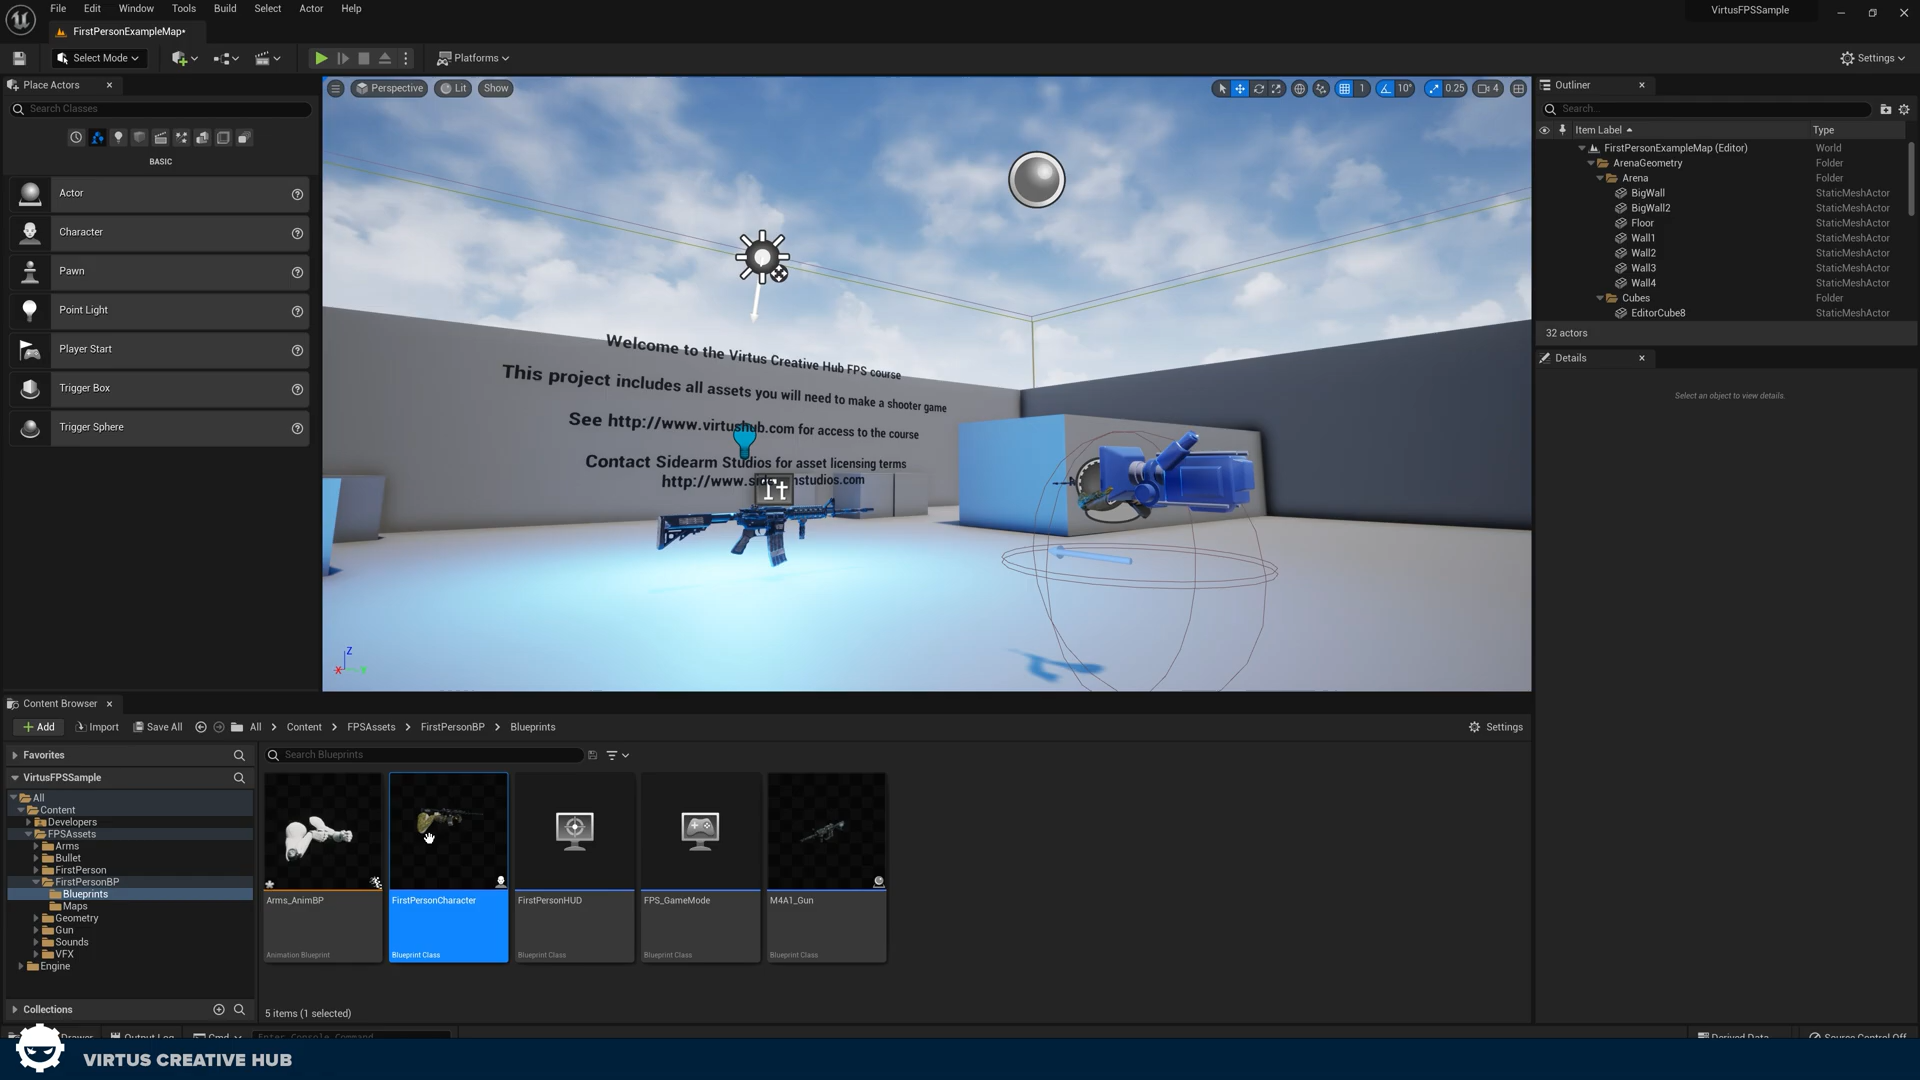 File Edit Window Tools Build Select Actor Help
VirtusFPSSample
FirstPersonExampleMap*
Select Mode
Platforms
Settings
Place Actors
Search Classes
BASIC
Actor
Character
Pawn
Point Light
Player Start
Trigger Box
Trigger Sphere
Perspective Lit Show
1 10° 0.25 4
Welcome to the Virtus Creative Hub FPS course
This project includes all assets you will need to make a shooter game
See http://www.virtushub.com for access to the course
Contact Sidearm Studios for asset licensing terms
Z
Outliner
Search...
Item Label Type
FirstPersonExampleMap (Editor) World
ArenaGeometry Folder
Arena Folder
BigWall StaticMeshActor
BigWall2 StaticMeshActor
Floor StaticMeshActor
Wall1 StaticMeshActor
Wall2 StaticMeshActor
Wall3 StaticMeshActor
Wall4 StaticMeshActor
Cubes Folder
EditorCube8 StaticMeshActor
32 actors
Details
Select an object to view details.
Content Browser
Add Import Save All All Content FPSAssets FirstPersonBP Blueprints
Settings
Favorites
VirtusFPSSample
All
Content
Developers
FPSAssets
Arms
Bullet
FirstPerson
FirstPersonBP
Blueprints
Maps
Geometry
Gun
Sounds
VFX
Engine
Collections
Search Blueprints
Arms_AnimBP
Animation Blueprint
FirstPersonCharacter
Blueprint Class
FirstPersonHUD
Blueprint Class
FPS_GameMode
Blueprint Class
M4A1_Gun
Blueprint Class
5 items (1 selected)
Drawer Output Log Cmd Enter Console Command
Derived Data Source Control Off
VIRTUS CREATIVE HUB